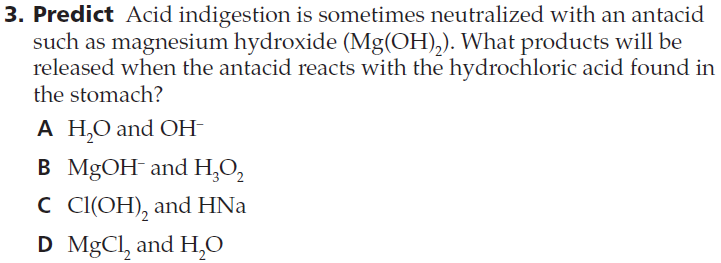 3. Predict Acid indigestion is sometimes neutralized with an antacid
such as magnesium hydroxide (Mg(OH)₂). What products will be
released when the antacid reacts with the hydrochloric acid found in
the stomach?
A H₂O and OH⁻
B MgOH⁻ and H₃O₂
C Cl(OH)₂ and HNa
D MgCl₂ and H₂O